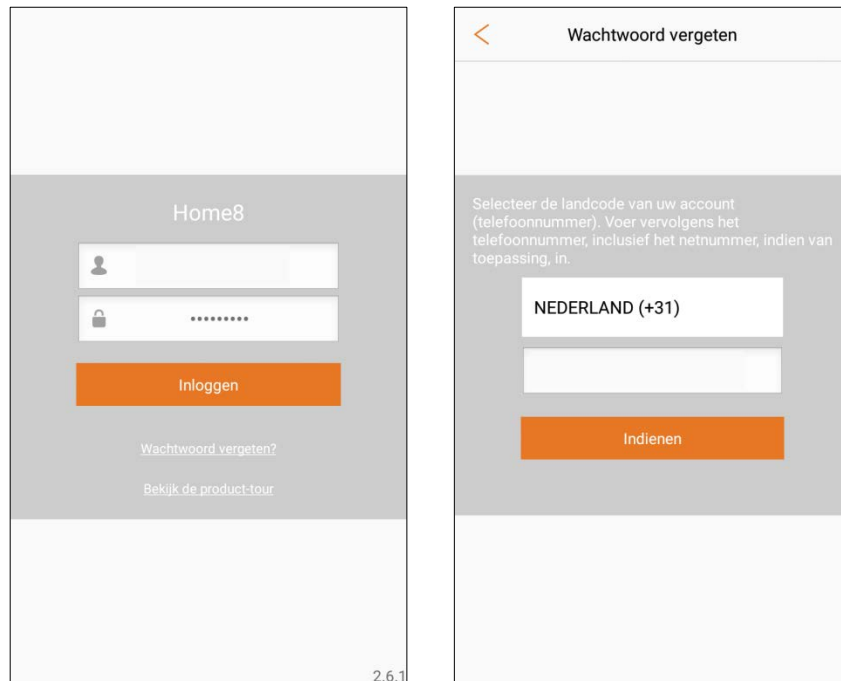 Home8
•••••••••
Inloggen
Wachtwoord vergeten?
Bekijk de product-tour
2.6.1
Wachtwoord vergeten
Selecteer de landcode van uw account
(telefoonnummer). Voer vervolgens het
telefoonnummer, inclusief het netnummer, indien van
toepassing, in.
NEDERLAND (+31)
Indienen